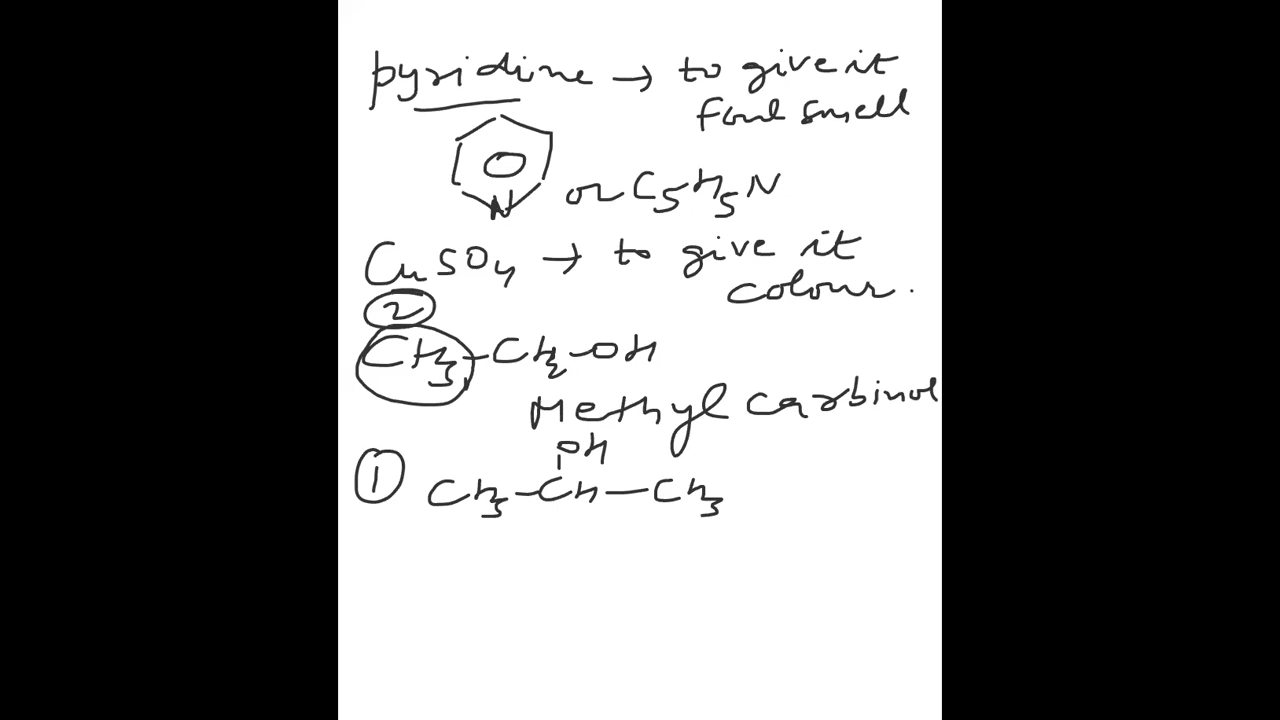 pyridine → to give it
foul smell
N or C5H5N
CuSO4 → to give it
colour.
2
CH3-CH2-OH
Methyl carbinol
OH
1 CH3-CH-CH3